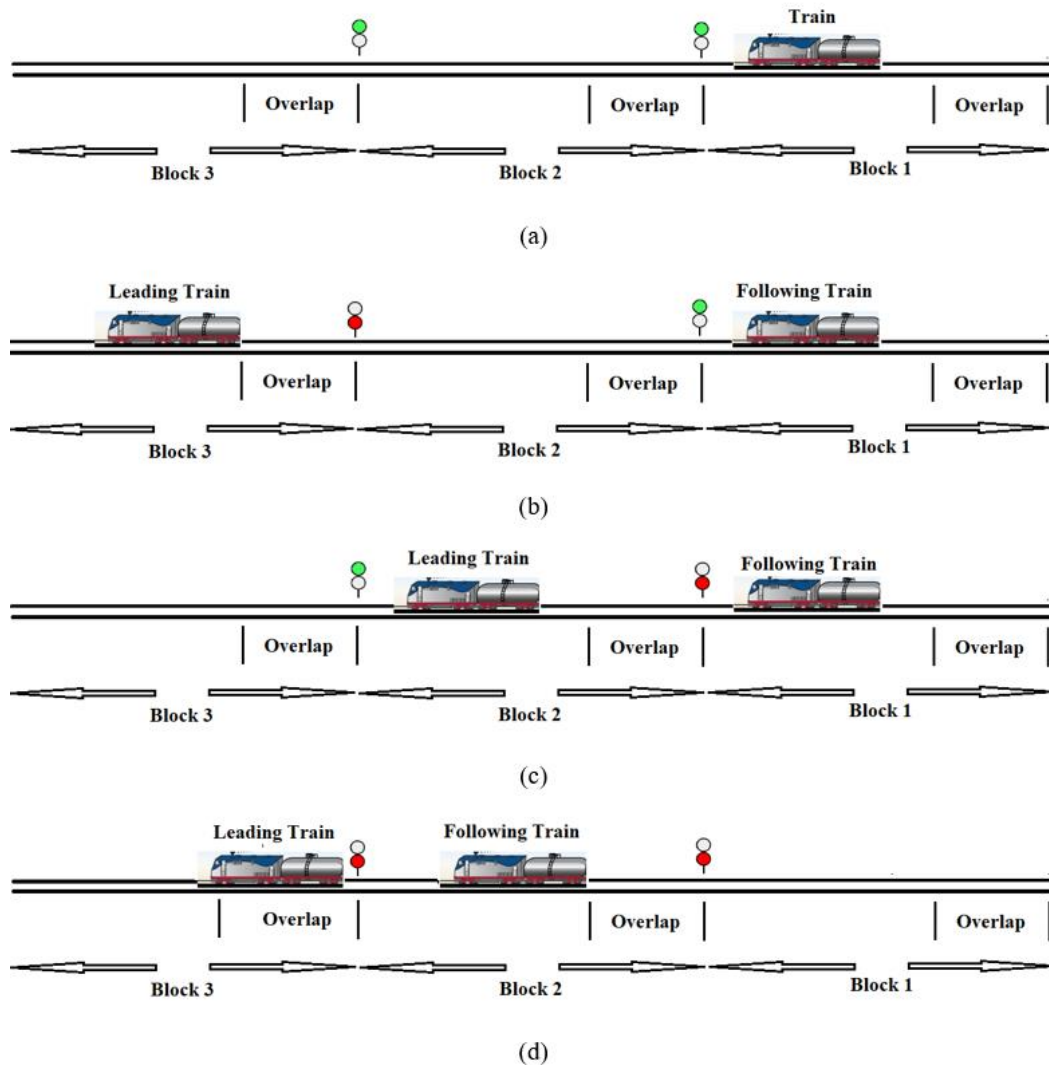 Train
Overlap Overlap Overlap
Block 3 Block 2 Block 1
(a)
Leading Train Following Train
Overlap Overlap Overlap
Block 3 Block 2 Block 1
(b)
Leading Train Following Train
Overlap Overlap Overlap
Block 3 Block 2 Block 1
(c)
Leading Train Following Train
Overlap Overlap Overlap
Block 3 Block 2 Block 1
(d)